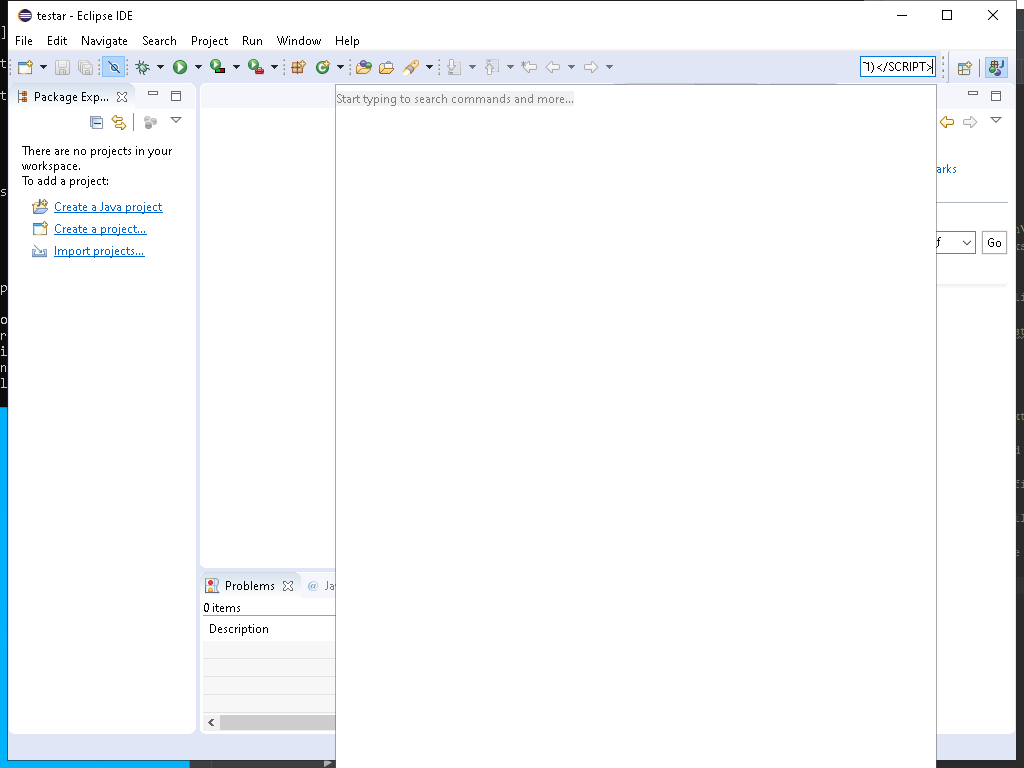 testar - Eclipse IDE
File Edit Navigate Search Project Run Window Help
1)</SCRIPT>
Package Exp...
Start typing to search commands and more...
There are no projects in your
workspace.
To add a project:
arks
Create a Java project
Create a project...
Go
Import projects...
Problems @ Ja
0 items
Description